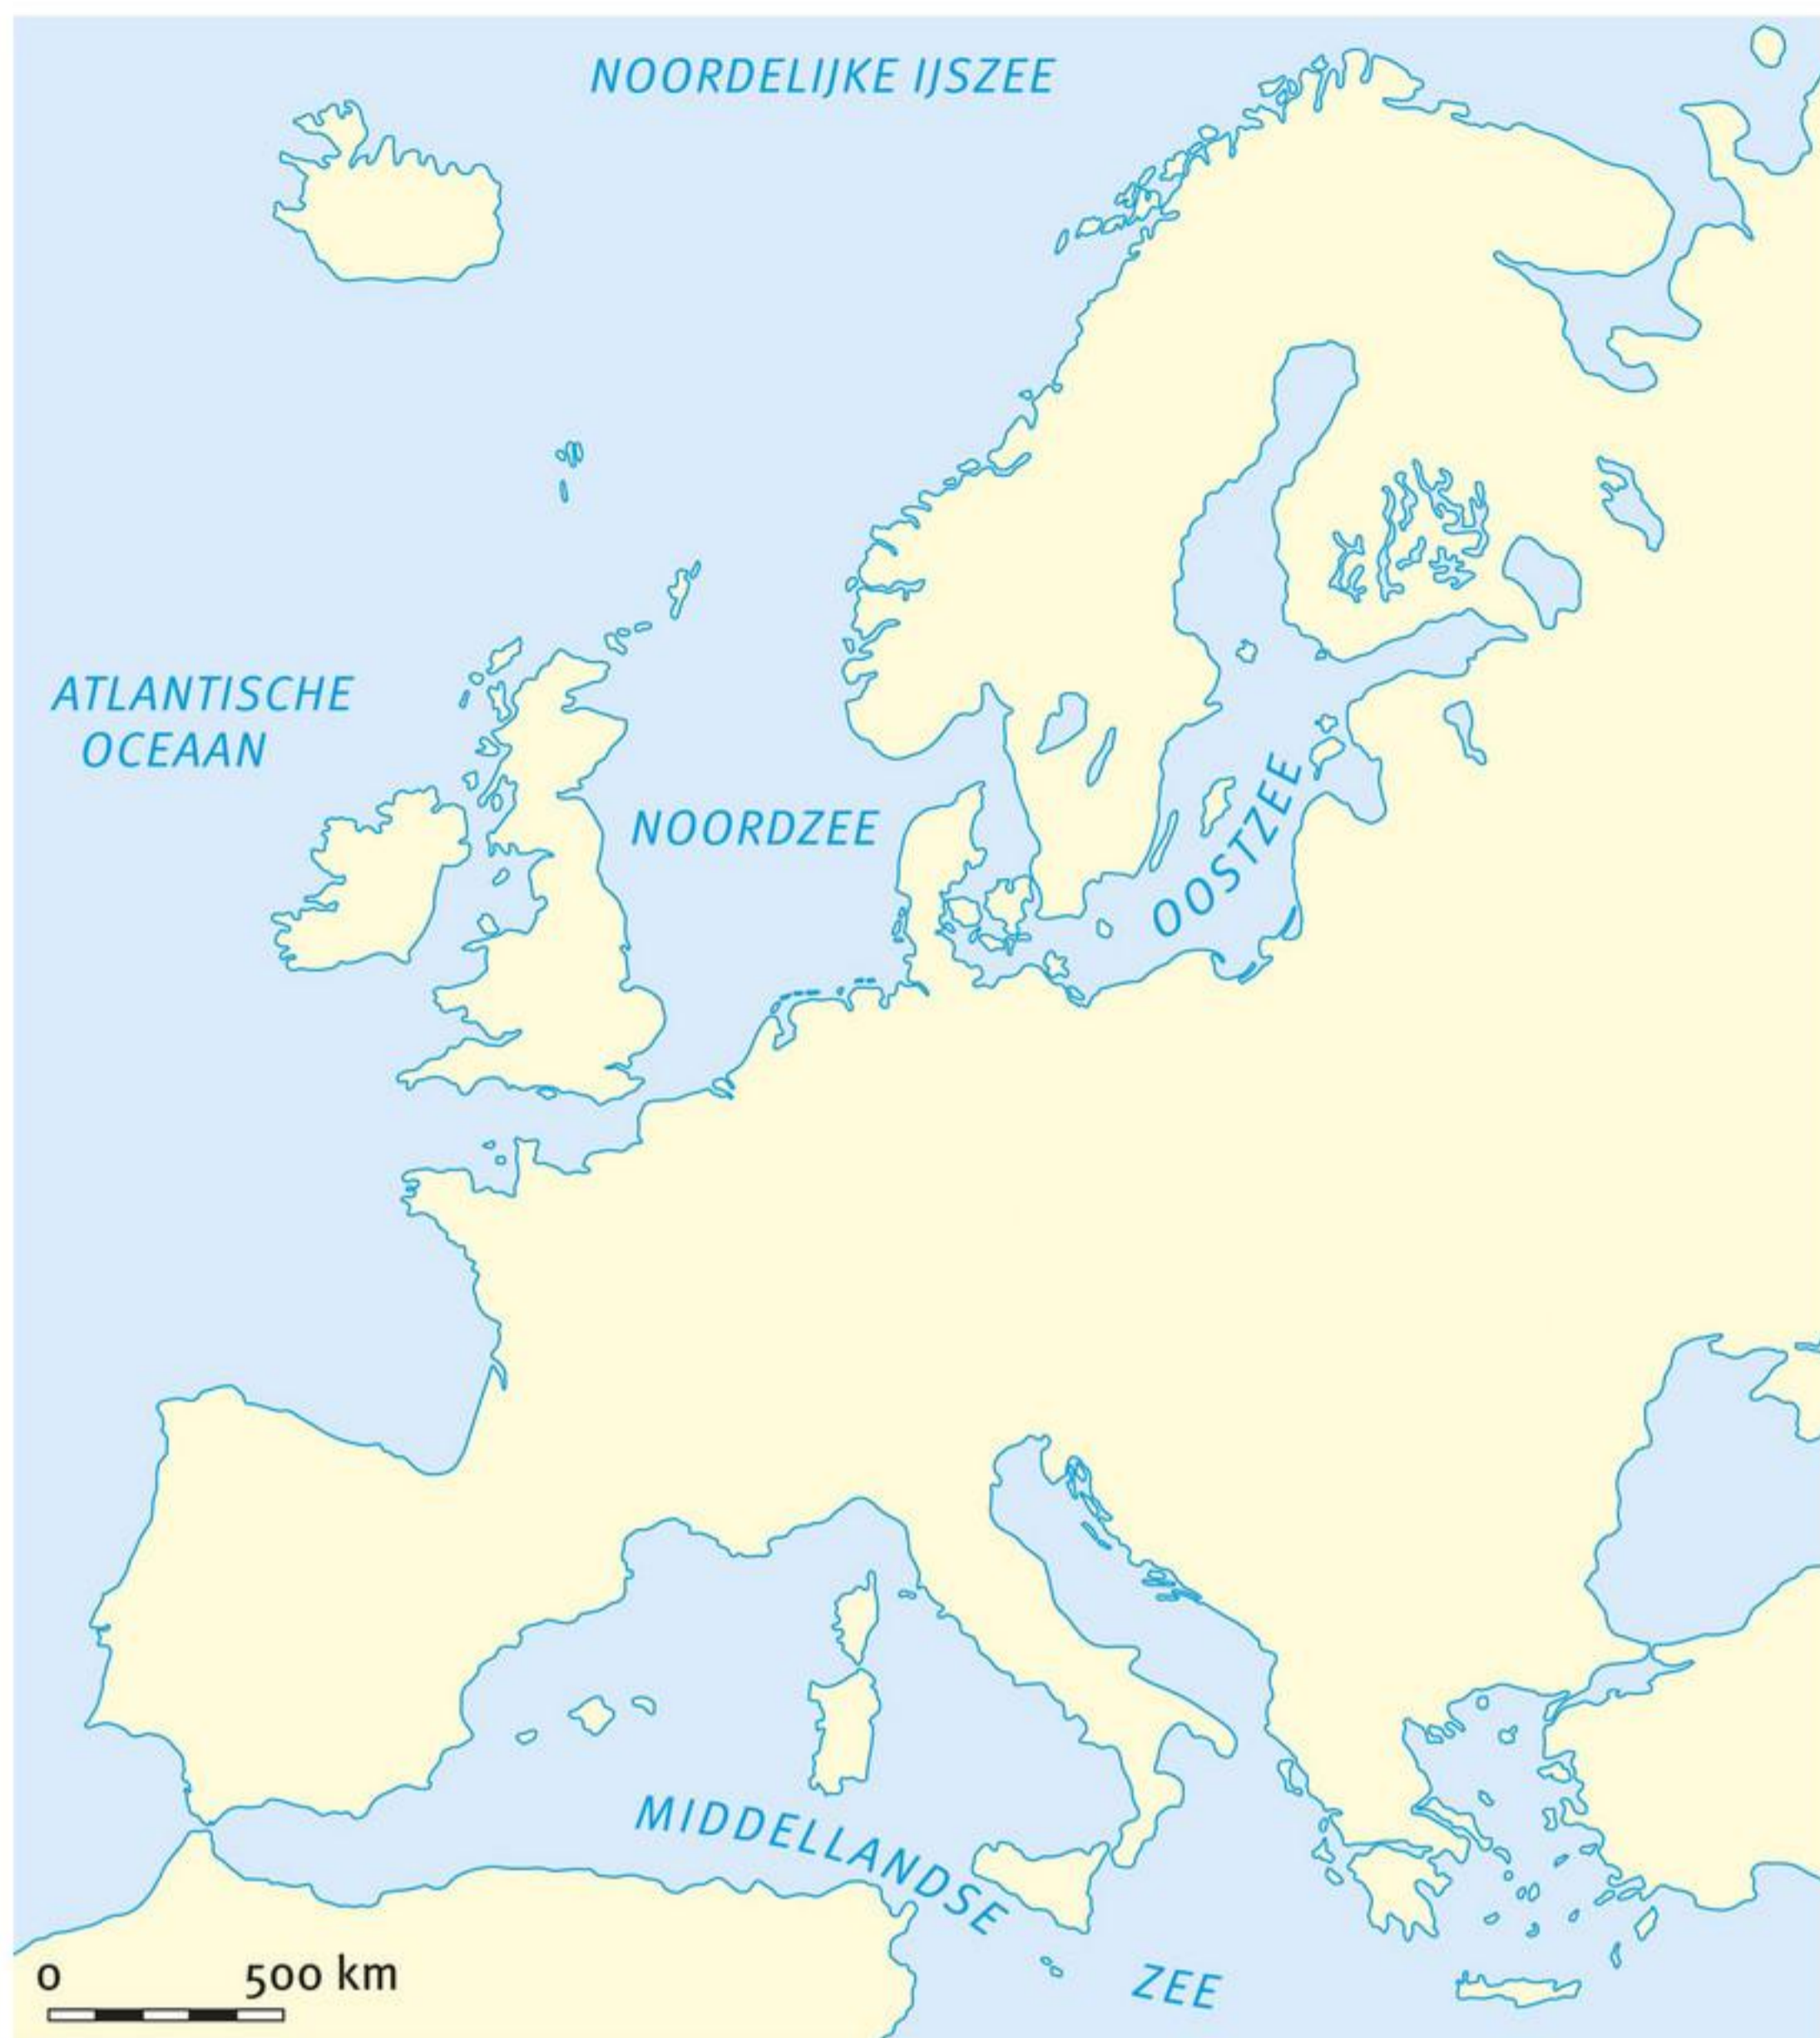 NOORDELIJKE IJSZEE
ATLANTISCHE
OCEAAN
NOORDZEE
OOSTZEE
MIDDELLANDSE
ZEE
0 500 km